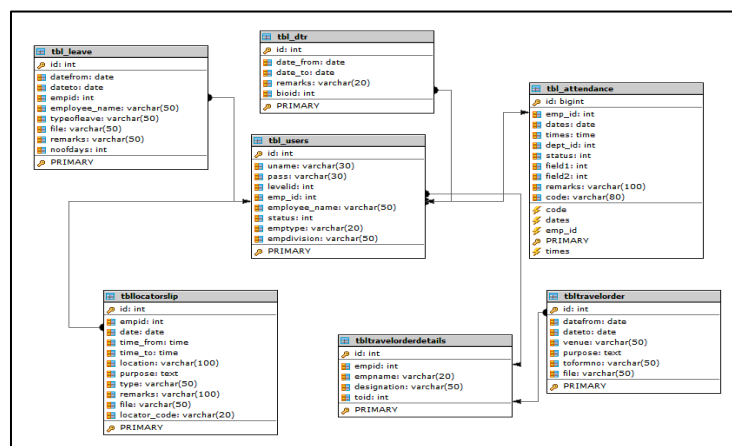 tbl_leave
id: int
datefrom: date
dateto: date
empid: int
employee_name: varchar(50)
typeofleave: varchar(50)
file: varchar(50)
remarks: varchar(50)
noofdays: int
PRIMARY
tbl_dtr
id: int
date_from: date
date_to: date
remarks: varchar(20)
bioid: int
PRIMARY
tbl_attendance
id: bigint
emp_id: int
dates: date
times: time
dept_id: int
status: int
field1: int
field2: int
remarks: varchar(100)
code: varchar(80)
code
dates
emp_id
PRIMARY
times
tbl_users
id: int
uname: varchar(30)
pass: varchar(30)
levelid: int
emp_id: int
employee_name: varchar(50)
status: int
emptype: varchar(20)
empdivision: varchar(50)
PRIMARY
tbllocatorslip
id: int
empid: int
date: date
time_from: time
time_to: time
location: varchar(100)
purpose: text
type: varchar(50)
remarks: varchar(100)
file: varchar(50)
locator_code: varchar(20)
PRIMARY
tbltravelorderdetails
id: int
empid: int
empname: varchar(20)
designation: varchar(50)
toid: int
PRIMARY
tbltravelorder
id: int
datefrom: date
dateto: date
venue: varchar(50)
purpose: text
toformno: varchar(50)
file: varchar(50)
PRIMARY